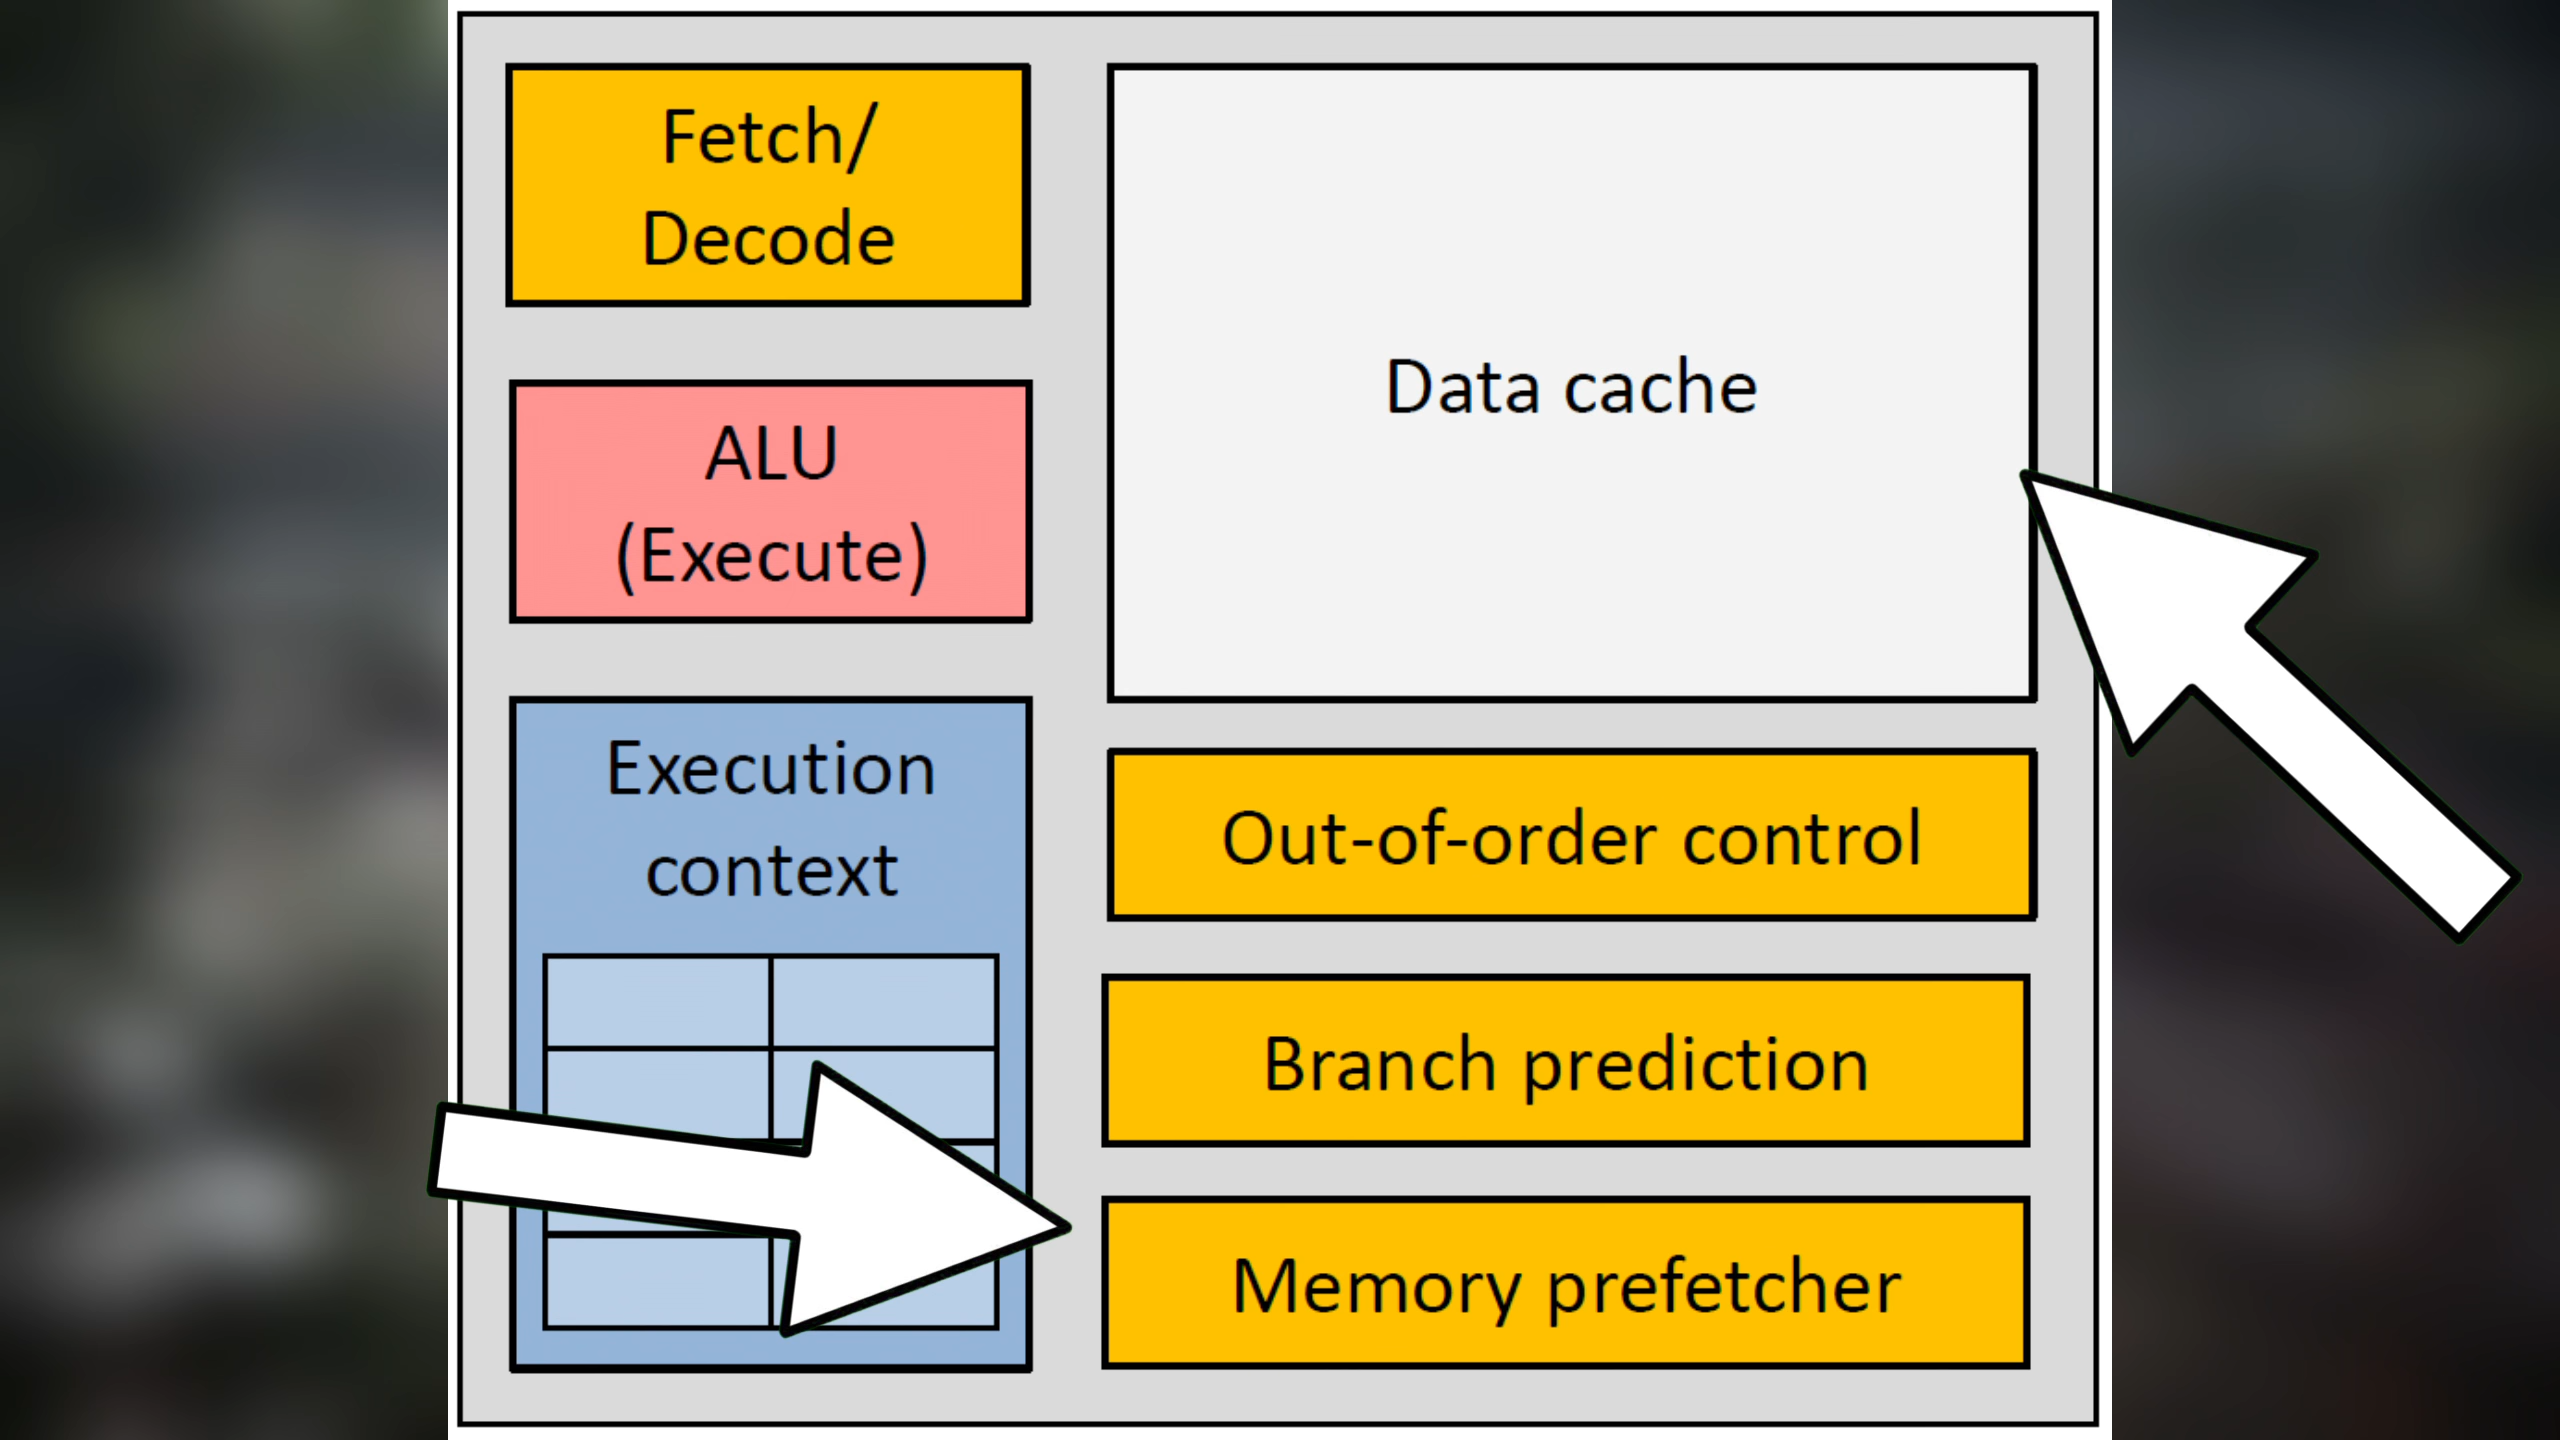 Fetch/
Decode
ALU
(Execute)
Execution
context
Data cache
Out-of-order control
Branch prediction
Memory prefetcher